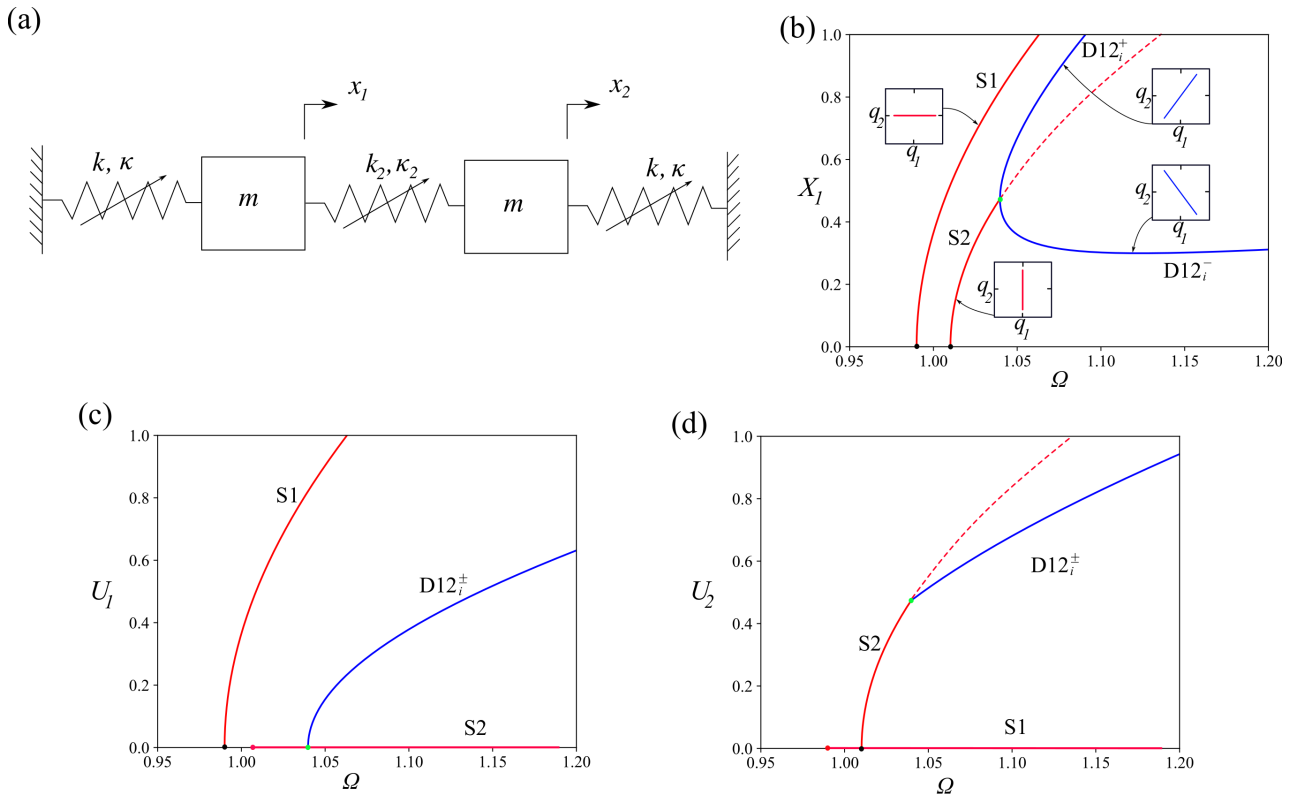 (a)
x₁
x₂
k, κ
k₂, κ₂
k, κ
m
m
(b)
1.0
0.8
0.6
0.4
0.2
0.0
X₁
0.95
1.00
1.05
1.10
1.15
1.20
Ω
S1
D12ᵢ⁺
S2
D12ᵢ⁻
q₂
q₁
q₂
q₁
q₂
q₁
q₂
q₁
(c)
1.0
0.8
0.6
0.4
0.2
0.0
U₁
S1
D12ᵢ±
S2
0.95
1.00
1.05
1.10
1.15
1.20
Ω
(d)
1.0
0.8
0.6
0.4
0.2
0.0
U₂
D12ᵢ±
S2
S1
0.95
1.00
1.05
1.10
1.15
1.20
Ω